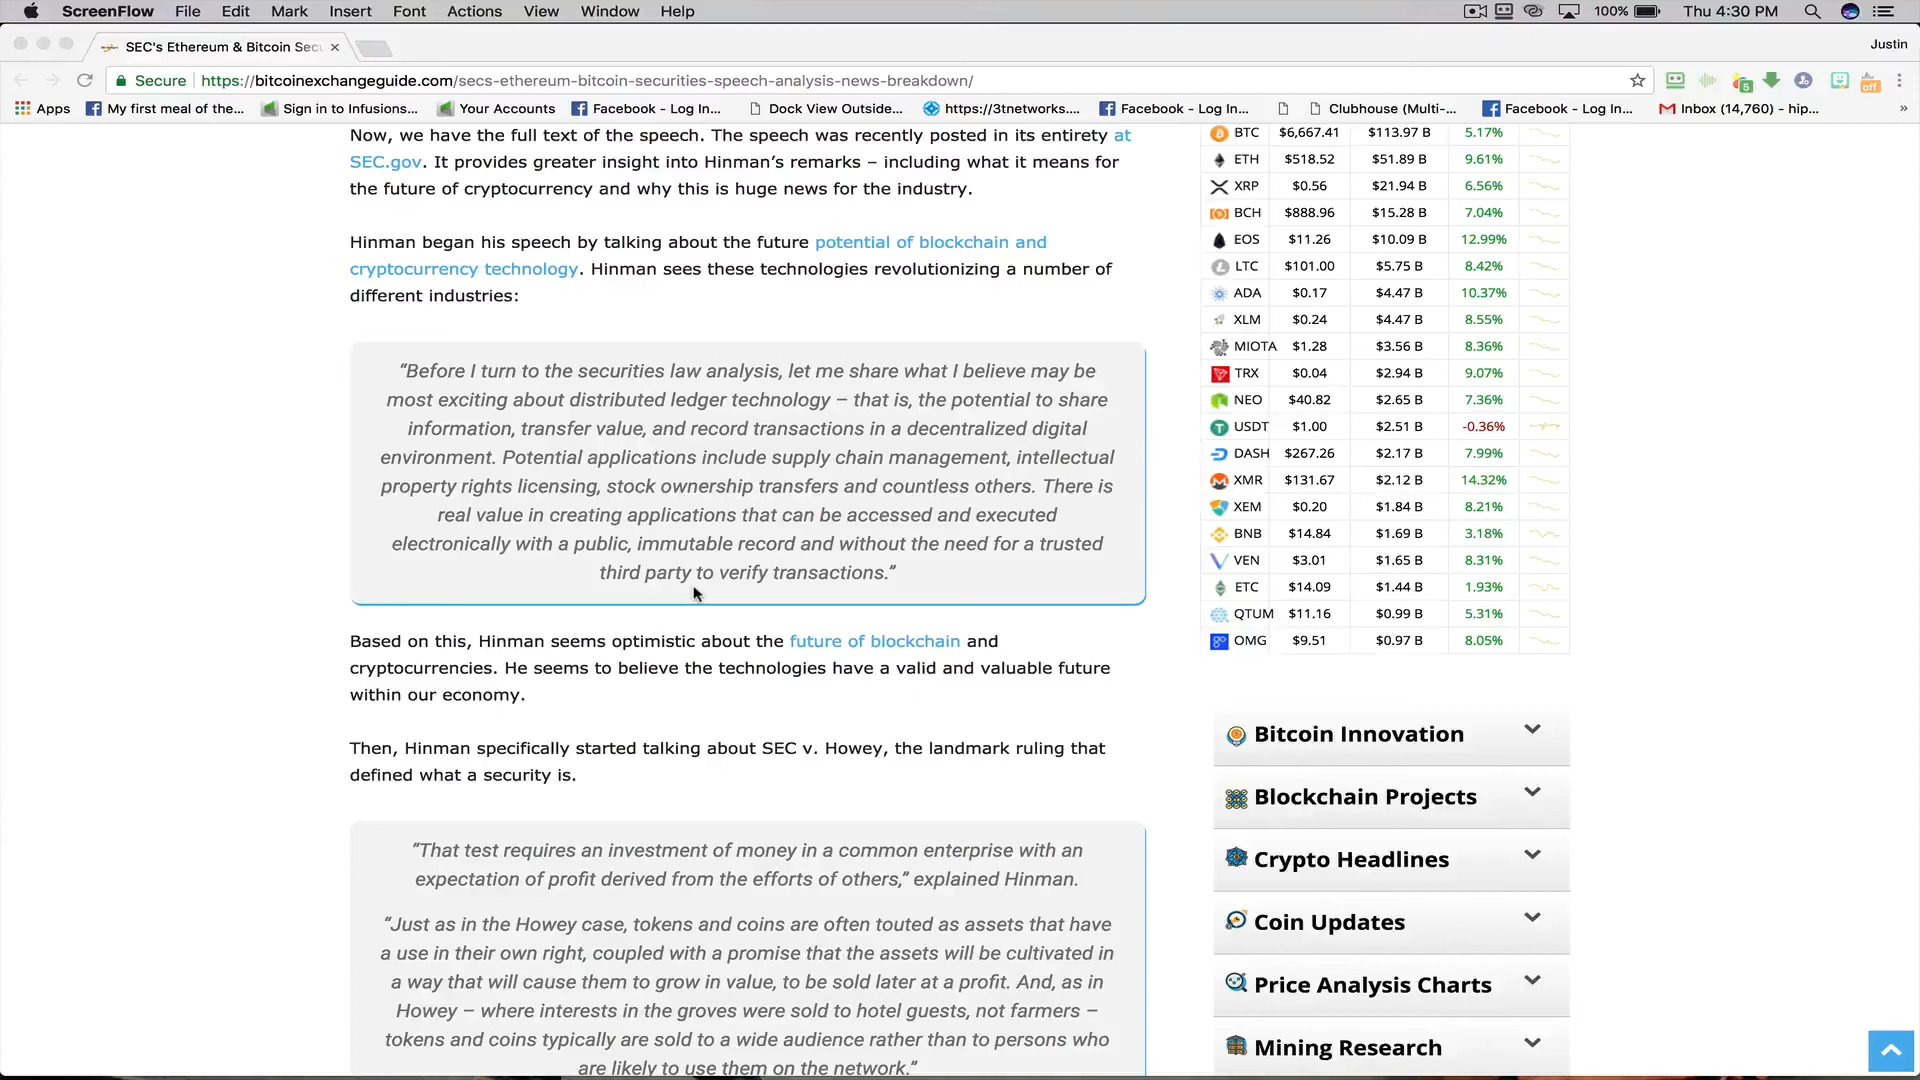 ScreenFlow File Edit Mark Insert Font Actions View Window Help 100% Thu 4:30 PM
SEC's Ethereum & Bitcoin Sec Justin
Secure https://bitcoinexchangeguide.com/secs-ethereum-bitcoin-securities-speech-analysis-news-breakdown/
5 off
Apps My first meal of the... Sign in to Infusions... Your Accounts Facebook - Log In... Dock View Outside... https://3tnetworks.... Facebook - Log In... Clubhouse (Multi-... Facebook - Log In... Inbox (14,760) - hip... »
Now, we have the full text of the speech. The speech was recently posted in its entirety at
SEC.gov. It provides greater insight into Hinman’s remarks – including what it means for
the future of cryptocurrency and why this is huge news for the industry.
Hinman began his speech by talking about the future potential of blockchain and
cryptocurrency technology. Hinman sees these technologies revolutionizing a number of
different industries:
“Before I turn to the securities law analysis, let me share what I believe may be
most exciting about distributed ledger technology – that is, the potential to share
information, transfer value, and record transactions in a decentralized digital
environment. Potential applications include supply chain management, intellectual
property rights licensing, stock ownership transfers and countless others. There is
real value in creating applications that can be accessed and executed
electronically with a public, immutable record and without the need for a trusted
third party to verify transactions.”
Based on this, Hinman seems optimistic about the future of blockchain and
cryptocurrencies. He seems to believe the technologies have a valid and valuable future
within our economy.
Then, Hinman specifically started talking about SEC v. Howey, the landmark ruling that
defined what a security is.
“That test requires an investment of money in a common enterprise with an
expectation of profit derived from the efforts of others,” explained Hinman.
“Just as in the Howey case, tokens and coins are often touted as assets that have
a use in their own right, coupled with a promise that the assets will be cultivated in
a way that will cause them to grow in value, to be sold later at a profit. And, as in
Howey – where interests in the groves were sold to hotel guests, not farmers –
tokens and coins typically are sold to a wide audience rather than to persons who
are likely to use them on the network.”
BTC $6,667.41 $113.97 B 5.17%
ETH $518.52 $51.89 B 9.61%
XRP $0.56 $21.94 B 6.56%
BCH $888.96 $15.28 B 7.04%
EOS $11.26 $10.09 B 12.99%
LTC $101.00 $5.75 B 8.42%
ADA $0.17 $4.47 B 10.37%
XLM $0.24 $4.47 B 8.55%
MIOTA $1.28 $3.56 B 8.36%
TRX $0.04 $2.94 B 9.07%
NEO $40.82 $2.65 B 7.36%
USDT $1.00 $2.51 B -0.36%
DASH $267.26 $2.17 B 7.99%
XMR $131.67 $2.12 B 14.32%
XEM $0.20 $1.84 B 8.21%
BNB $14.84 $1.69 B 3.18%
VEN $3.01 $1.65 B 8.31%
ETC $14.09 $1.44 B 1.93%
QTUM $11.16 $0.99 B 5.31%
OMG $9.51 $0.97 B 8.05%
Bitcoin Innovation
Blockchain Projects
Crypto Headlines
Coin Updates
Price Analysis Charts
Mining Research